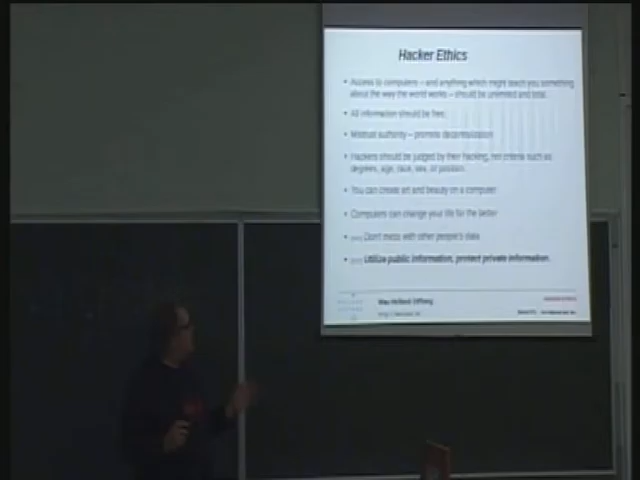 Hacker Ethics
Access to computers – and anything which might teach you something
about the way the world works – should be unlimited and total.
All information should be free.
Mistrust authority – promote decentralization
Hackers should be judged by their hacking, not criteria such as
degrees, age, race, sex, or position.
You can create art and beauty on a computer
Computers can change your life for the better
Don't mess with other people's data.
Utilize public information, protect private information.
Wau Holland Stiftung